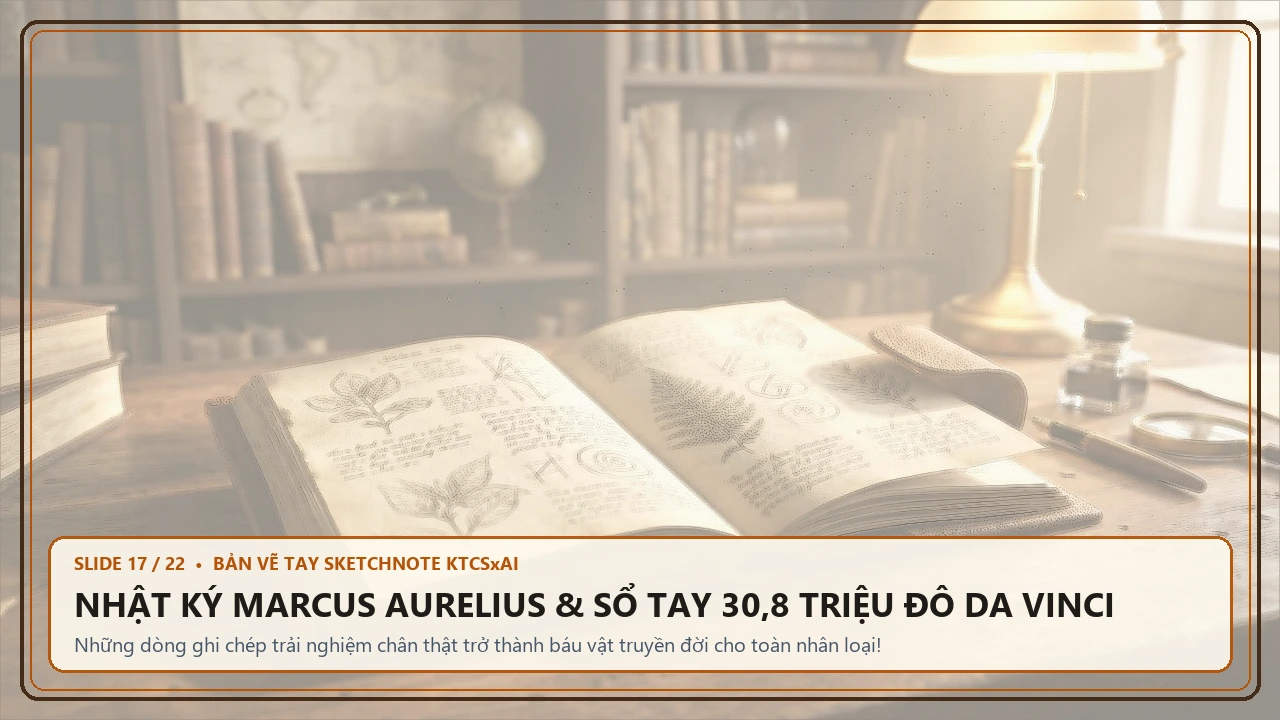 SLIDE 17 / 22 • BẢN VẼ TAY SKETCHNOTE KTCSxAI
NHẬT KÝ MARCUS AURELIUS & SỔ TAY 30,8 TRIỆU ĐÔ DA VINCI
Những dòng ghi chép trải nghiệm chân thật trở thành báu vật truyền đời cho toàn nhân loại!